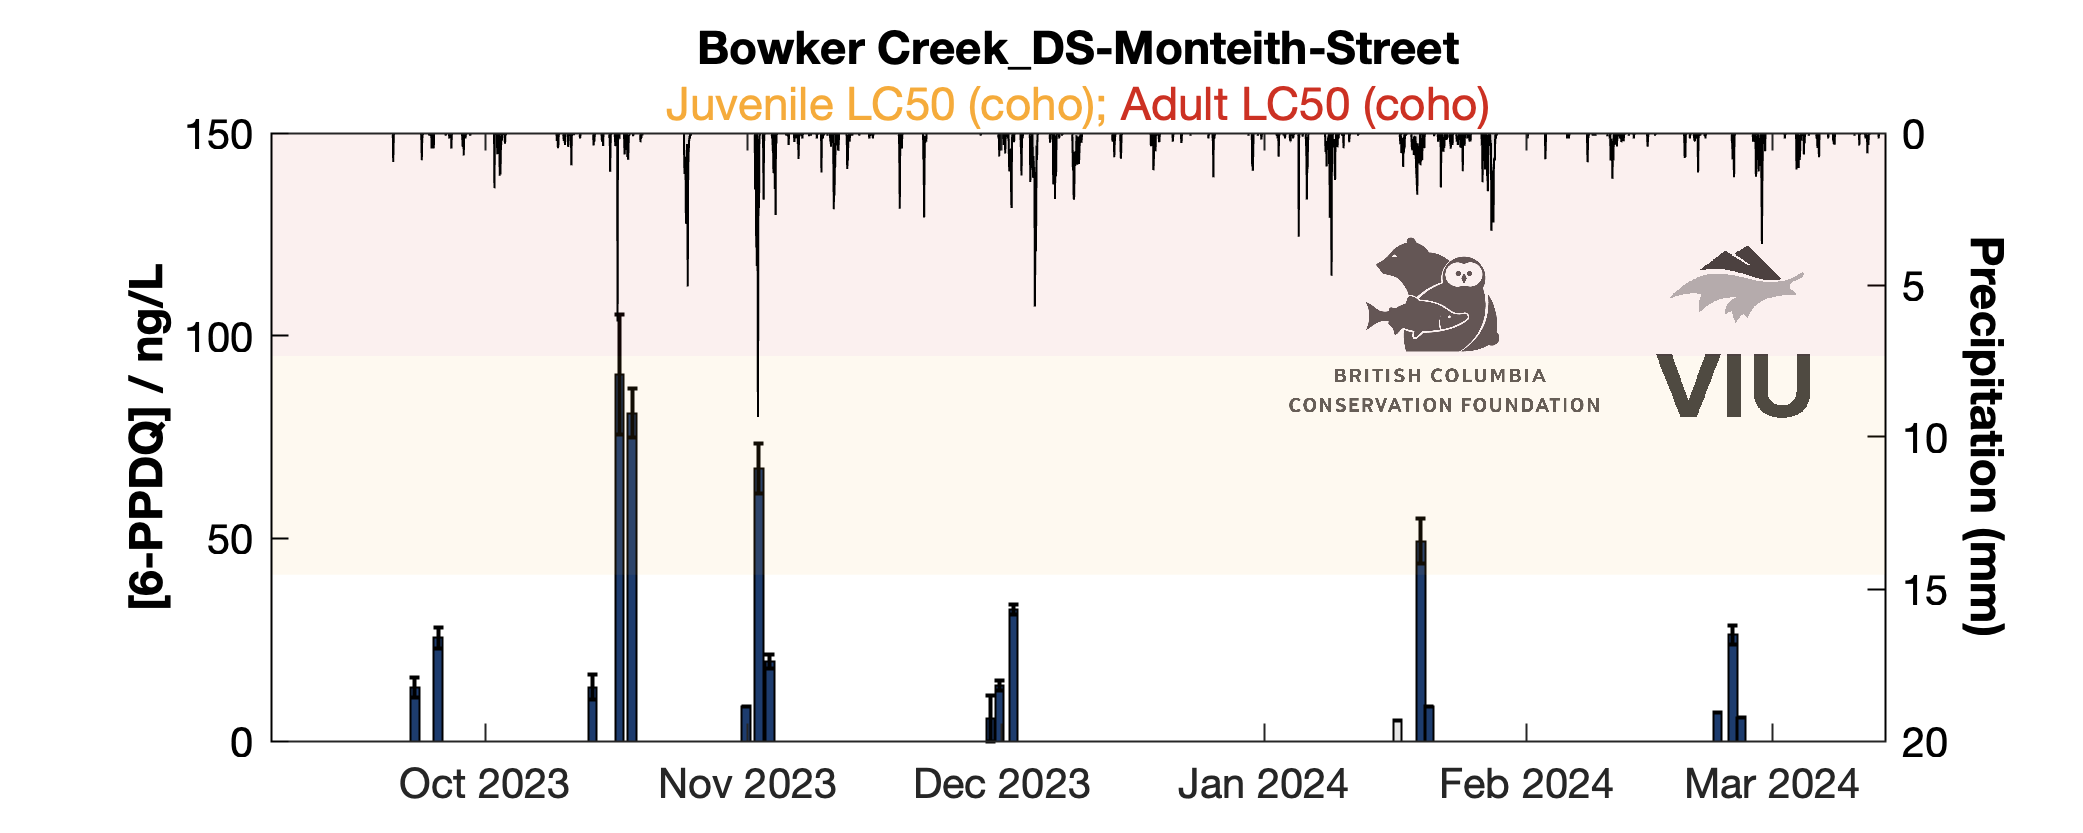 Bowker Creek_DS-Monteith-Street
Juvenile LC50 (coho); Adult LC50 (coho)
150
100
50
0
[6-PPDQ] / ng/L
0
5
10
15
20
Precipitation (mm)
BRITISH COLUMBIA
CONSERVATION FOUNDATION
VIU
Oct 2023
Nov 2023
Dec 2023
Jan 2024
Feb 2024
Mar 2024